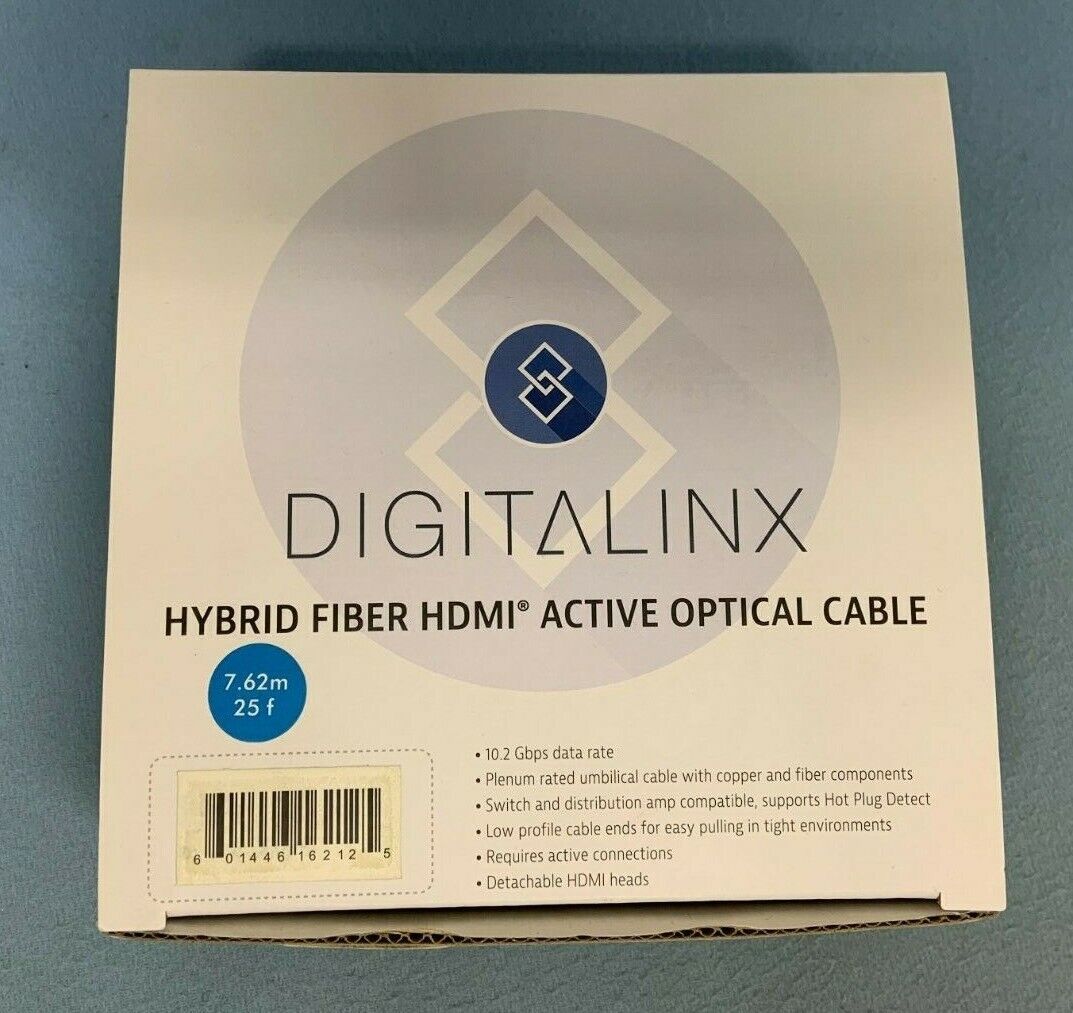 DIGITALINX
HYBRID FIBER HDMI® ACTIVE OPTICAL CABLE
7.62m
25 f
• 10.2 Gbps data rate
• Plenum rated umbilical cable with copper and fiber components
• Switch and distribution amp compatible, supports Hot Plug Detect
• Low profile cable ends for easy pulling in tight environments
• Requires active connections
• Detachable HDMI heads
6 01446 16212 5